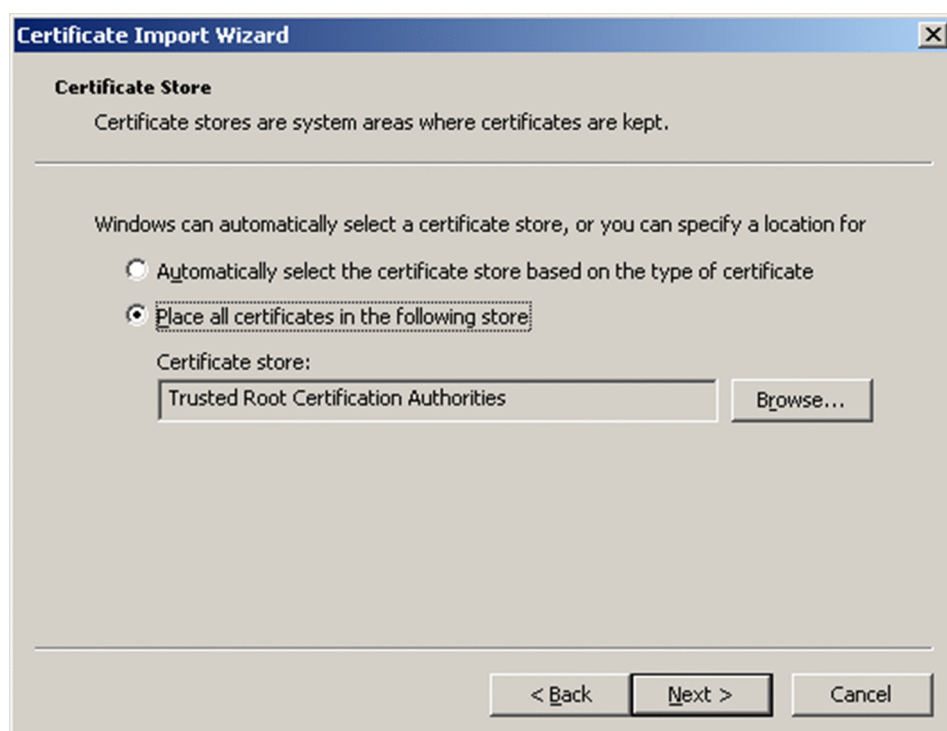 Certificate Import Wizard
Certificate Store
Certificate stores are system areas where certificates are kept.
Windows can automatically select a certificate store, or you can specify a location for
Automatically select the certificate store based on the type of certificate
Place all certificates in the following store
Certificate store:
Trusted Root Certification Authorities
Browse...
< Back
Next >
Cancel